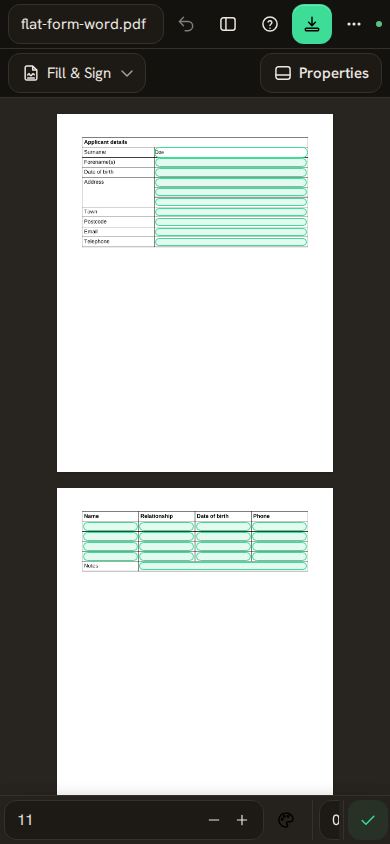 flat-form-word.pdf
Fill & Sign
Properties
Applicant details
Surname Doe
Forename(s)
Date of birth
Address
Town
Postcode
Email
Telephone
Name Relationship Date of birth Phone
Notes
11
0